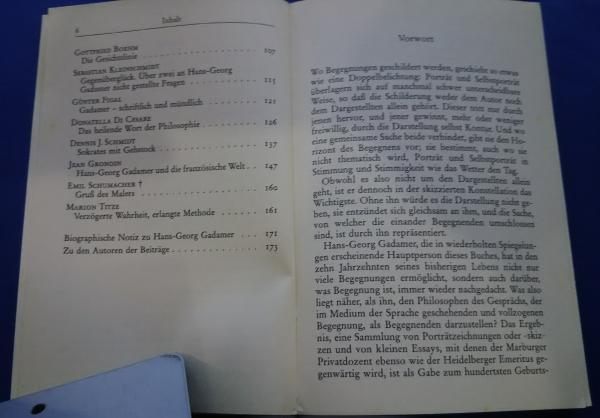 6
Inhalt
GOTTFRIED BOEHM
Die Gesichtslinie . . . 107
SEBASTIAN KLEINSCHMIDT
Gegenüberglück. Über zwei an Hans-Georg
Gadamer nicht gestellte Fragen . . . 115
GÜNTER FIGAL
Gadamer – schriftlich und mündlich . . . 121
DONATELLA DI CESARE
Das heilende Wort der Philosophie . . . 126
DENNIS J. SCHMIDT
Sokrates mit Gehstock . . . 137
JEAN GRONDIN
Hans-Georg Gadamer und die französische Welt . . . 147
EMIL SCHUMACHER †
Gruß des Malers . . . 160
MARION TITZE
Verzögerte Wahrheit, erlangte Methode . . . 161
Biographische Notiz zu Hans-Georg Gadamer . . . 171
Zu den Autoren der Beiträge . . . 173
Vorwort
Wo Begegnungen geschildert werden, geschieht so etwas
wie eine Doppelbelichtung: Porträt und Selbstporträt
überlagern sich auf manchmal schwer unterscheidbare
Weise, so daß die Schilderung weder dem Autor noch
dem Dargestellten allein gehört. Dieser tritt nur durch
jenen hervor, und jener gewinnt, mehr oder weniger
freiwillig, durch die Darstellung selbst Kontur. Und wo
eine gemeinsame Sache beide verbindet, gibt sie den Ho-
rizont des Begegnens vor; sie bestimmt, auch wo sie
nicht thematisch wird, Porträt und Selbstporträt in
Stimmung und Stimmigkeit wie das Wetter den Tag.
Obwohl es also nicht um den Dargestellten allein
geht, ist er dennoch in der skizzierten Konstellation das
Wichtigste. Ohne ihn würde es die Darstellung nicht ge-
ben, sie entzündet sich gleichsam an ihm, und die Sache,
von welcher die einander Begegnenden umschlossen
sind, ist durch ihn repräsentiert.
Hans-Georg Gadamer, die in wiederholten Spiegelun-
gen erscheinende Hauptperson dieses Buches, hat in den
zehn Jahrzehnten seines bisherigen Lebens nicht nur
viele Begegnungen ermöglicht, sondern auch darüber,
was Begegnung ist, immer wieder nachgedacht. Was also
liegt näher, als ihn, den Philosophen des Gesprächs, der
im Medium der Sprache geschehenden und vollzogenen
Begegnung, als Begegnenden darzustellen? Das Ergeb-
nis, eine Sammlung von Porträtzeichnungen oder -skiz-
zen und von kleinen Essays, mit denen der Marburger
Privatdozent ebenso wie der Heidelberger Emeritus ge-
genwärtig wird, ist als Gabe zum hundertsten Geburts-